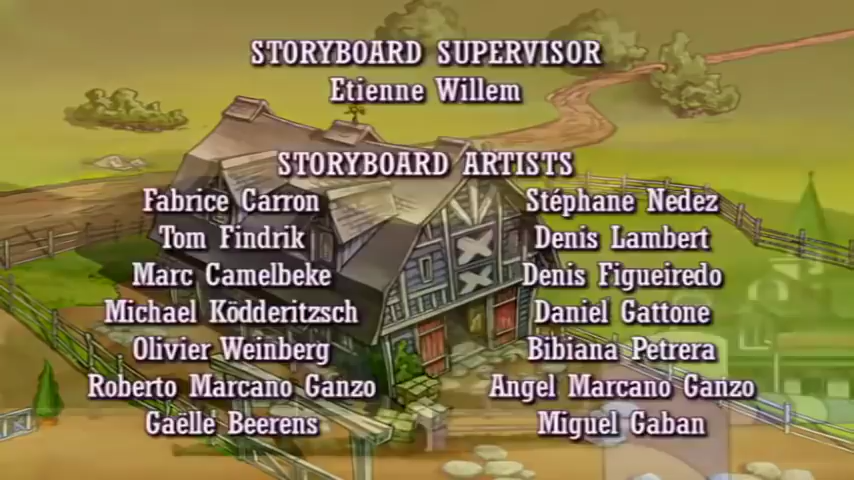 STORYBOARD SUPERVISOR
Etienne Willem
STORYBOARD ARTISTS
Fabrice Carron Stéphane Nedez
Tom Findrik Denis Lambert
Marc Camelbeke Denis Figueiredo
Michael Ködderitzsch Daniel Gattone
Olivier Weinberg Bibiana Petrera
Roberto Marcano Ganzo Angel Marcano Ganzo
Gaëlle Beerens Miguel Gaban